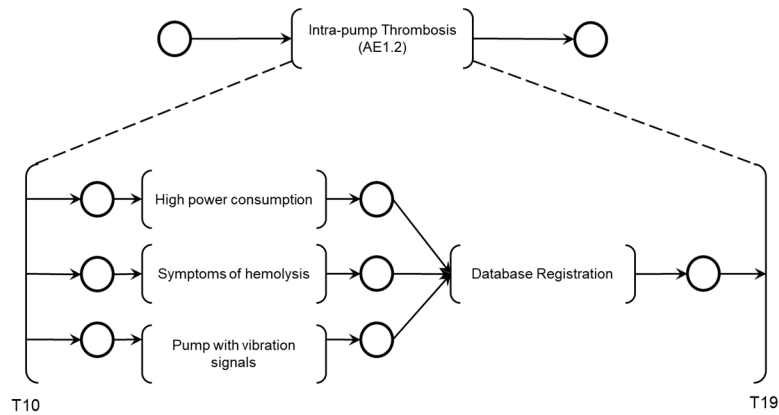 Intra-pump Thrombosis
(AE1.2)
High power consumption
Symptoms of hemolysis
Database Registration
Pump with vibration
signals
T10
T19